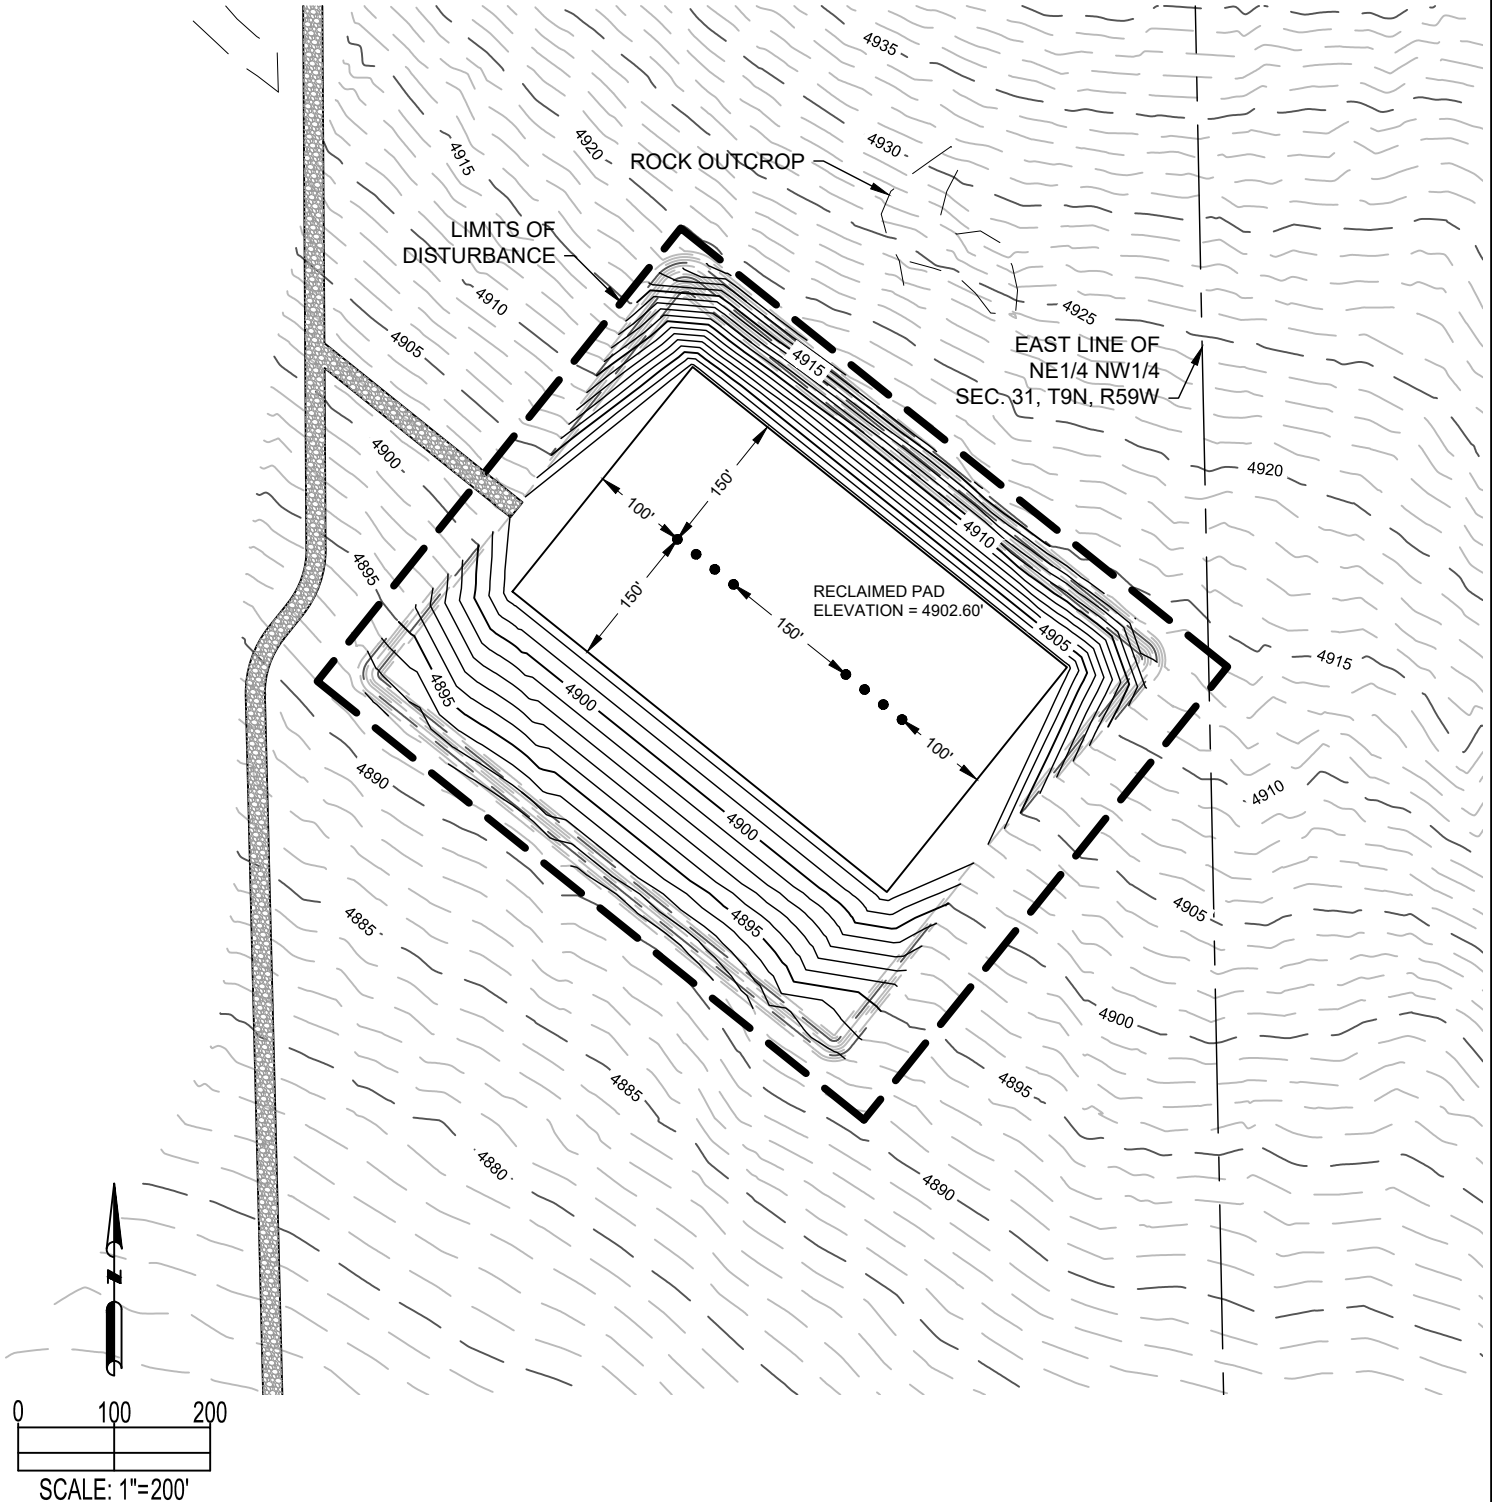 4935
4930
4920
4915
ROCK OUTCROP
LIMITS OF
DISTURBANCE
4910
4905
4925
EAST LINE OF
NE1/4 NW1/4
SEC. 31, T9N, R59W
4915
4900
4920
150'
100'
4910
4895
150'
RECLAIMED PAD
ELEVATION = 4902.60'
150'
4905
4915
4895
4900
100'
4890
4910
4900
4885
4895
4905
4900
4885
4895
4880
4890
N
0 100 200
SCALE: 1"=200'